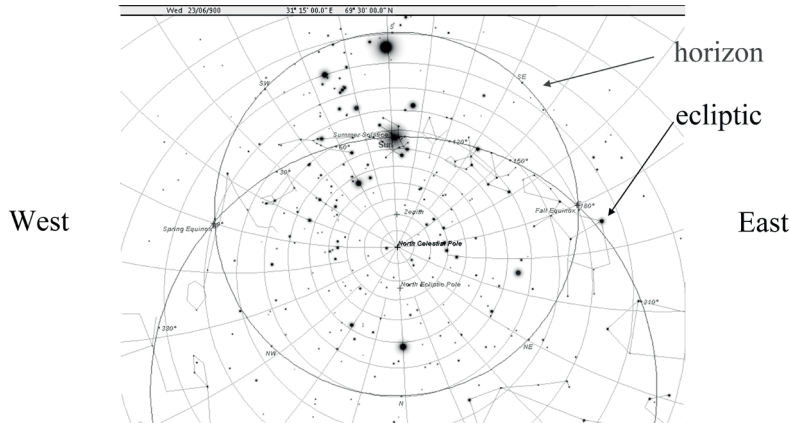 Wed 23/06/900 31° 15' 00.0" E 69° 30' 00.0" N
S
horizon
SW
SE
ecliptic
Summer Solstice
Sun
120°
60°
150°
30°
Fall Equinox
180°
Zenith
West
Spring Equinox
0°
East
North Celestial Pole
North Ecliptic Pole
210°
330°
NW
NE
N